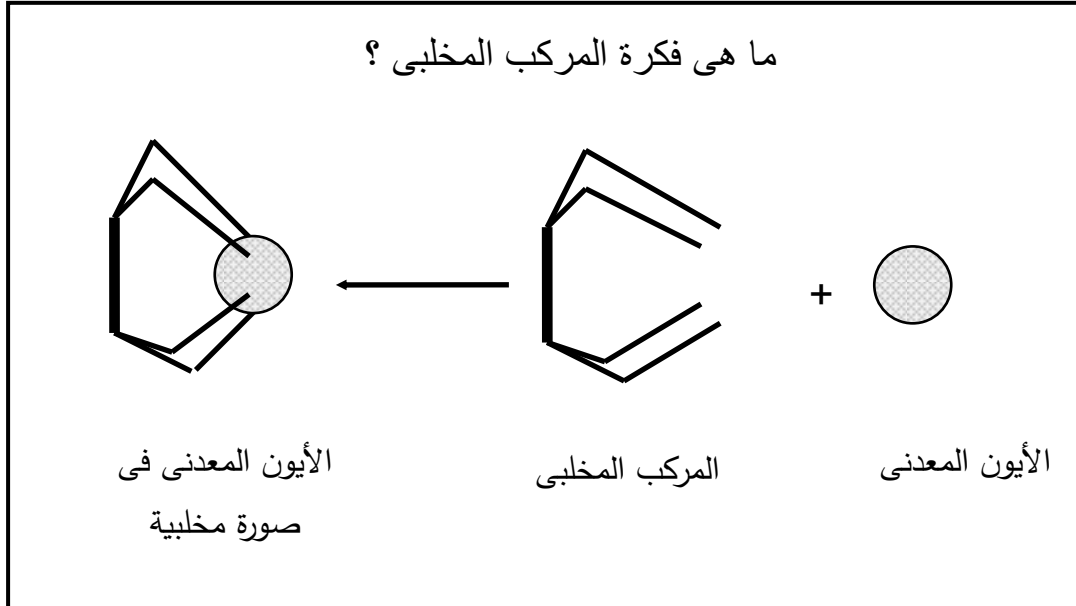 ما هى فكرة المركب المخلبى ؟
+
الأيون المعدنى
المركب المخلبى
الأيون المعدنى فى
صورة مخلبية